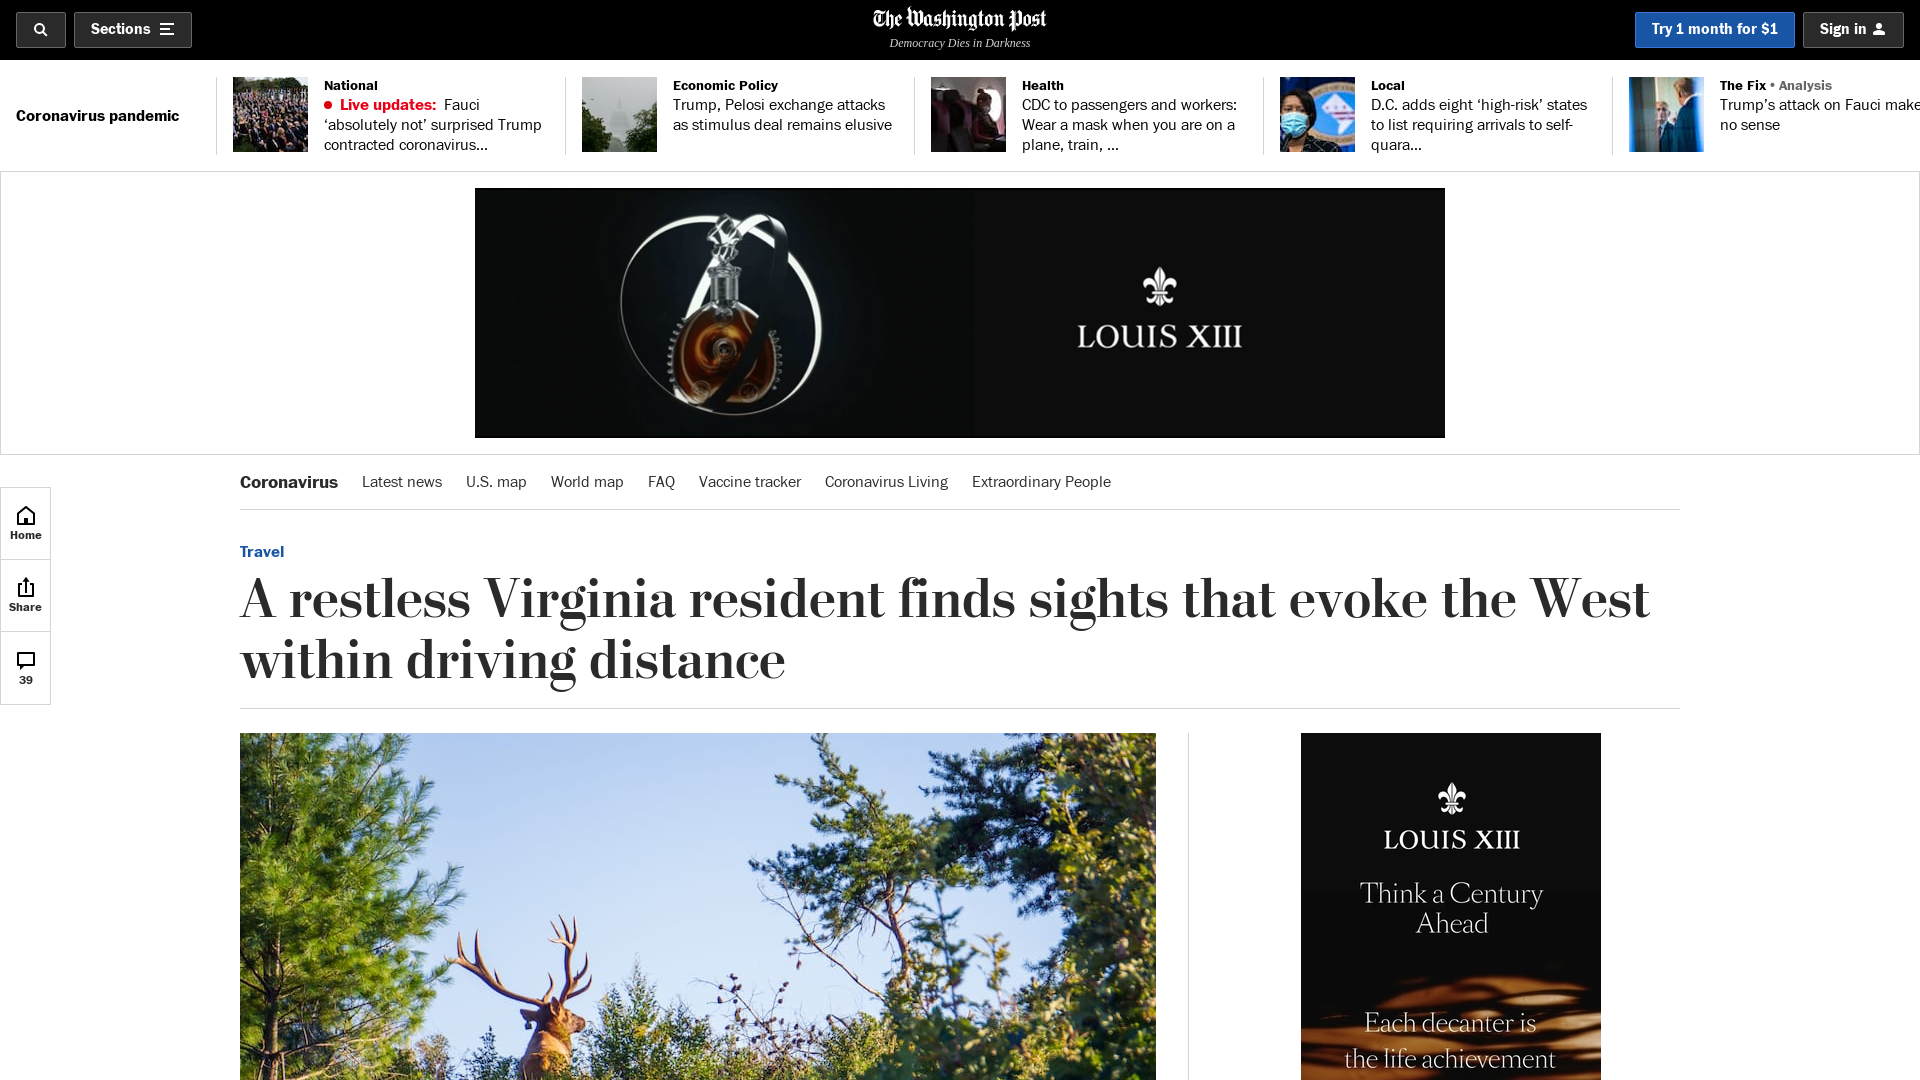 Sections
The Washington Post
Democracy Dies in Darkness
Try 1 month for $1
Sign in
Coronavirus pandemic
National
Live updates: Fauci
‘absolutely not’ surprised Trump
contracted coronavirus...
Economic Policy
Trump, Pelosi exchange attacks
as stimulus deal remains elusive
Health
CDC to passengers and workers:
Wear a mask when you are on a
plane, train, ...
Local
D.C. adds eight ‘high-risk’ states
to list requiring arrivals to self-
quara...
The Fix • Analysis
Trump’s attack on Fauci make
no sense
LOUIS XIII
Coronavirus
Latest news
U.S. map
World map
FAQ
Vaccine tracker
Coronavirus Living
Extraordinary People
Home
Share
39
Travel
A restless Virginia resident finds sights that evoke the West
within driving distance
LOUIS XIII
Think a Century
Ahead
Each decanter is
the life achievement